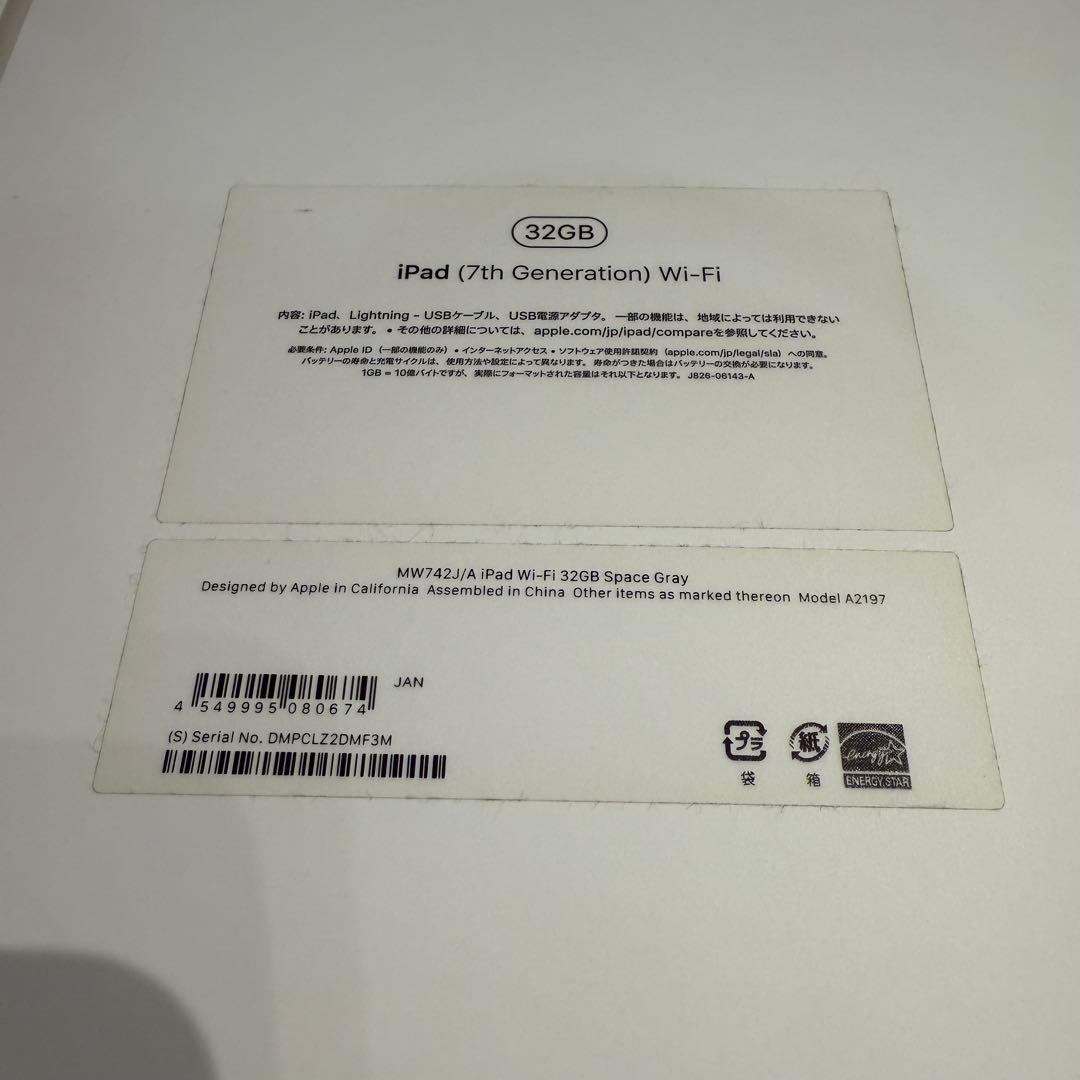 32GB
iPad (7th Generation) Wi-Fi
内容: iPad、Lightning - USBケーブル、USB電源アダプタ。 一部の機能は、地域によっては利用できない
ことがあります。 • その他の詳細については、apple.com/jp/ipad/compareを参照してください。
必要条件: Apple ID（一部の機能のみ）• インターネットアクセス • ソフトウェア使用許諾契約（apple.com/jp/legal/sla）への同意。
バッテリーの寿命と充電サイクルは、使用方法や設定によって異なります。 寿命がつきた場合はバッテリーの交換が必要になります。
1GB = 10億バイトですが、実際にフォーマットされた容量はそれ以下となります。 JB26-06143-A
MW742J/A iPad Wi-Fi 32GB Space Gray
Designed by Apple in California Assembled in China Other items as marked thereon Model A2197
JAN
4 549995 080674
(S) Serial No. DMPCLZ2DMF3M
プラ
袋
紙
箱
energy
ENERGY STAR